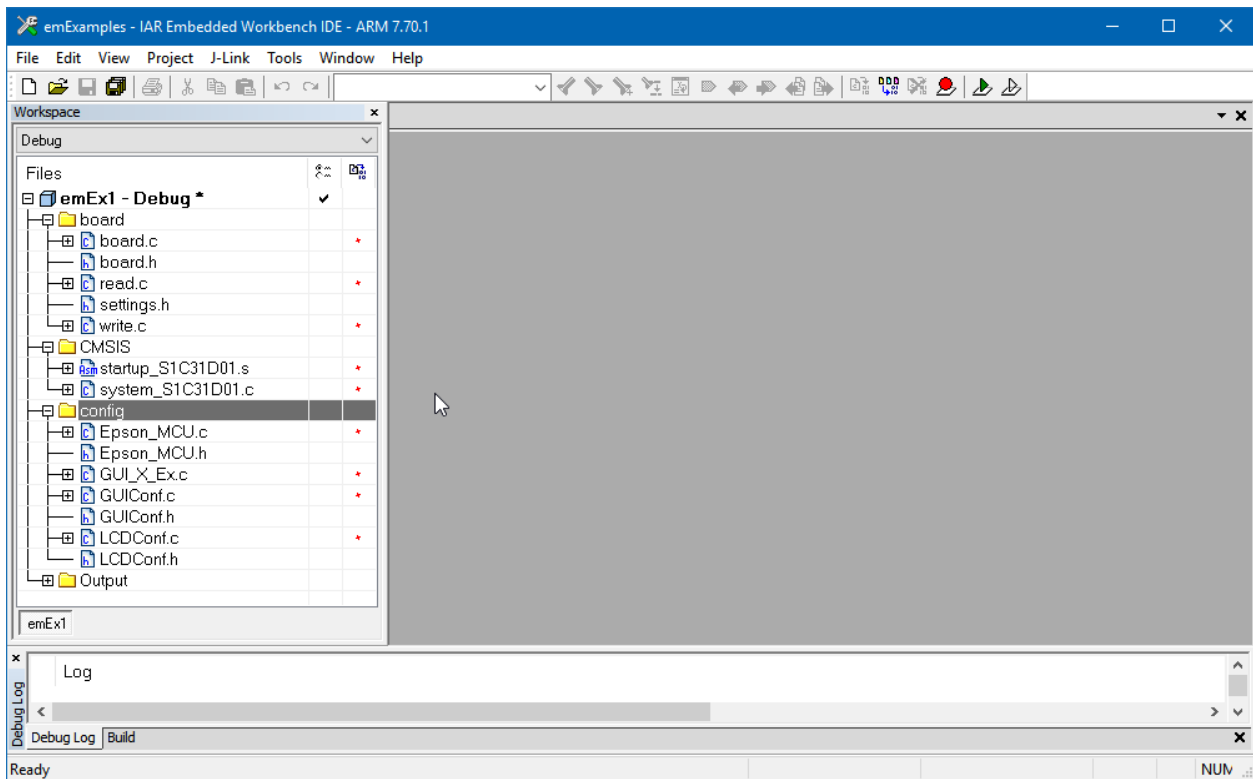 emExamples - IAR Embedded Workbench IDE - ARM 7.70.1
File Edit View Project J-Link Tools Window Help
Workspace
Debug
Files
emEx1 - Debug *
board
board.c
board.h
read.c
settings.h
write.c
CMSIS
startup_S1C31D01.s
system_S1C31D01.c
config
Epson_MCU.c
Epson_MCU.h
GUI_X_Ex.c
GUIConf.c
GUIConf.h
LCDConf.c
LCDConf.h
Output
emEx1
Log
Debug Log
Debug Log Build
Ready NUM